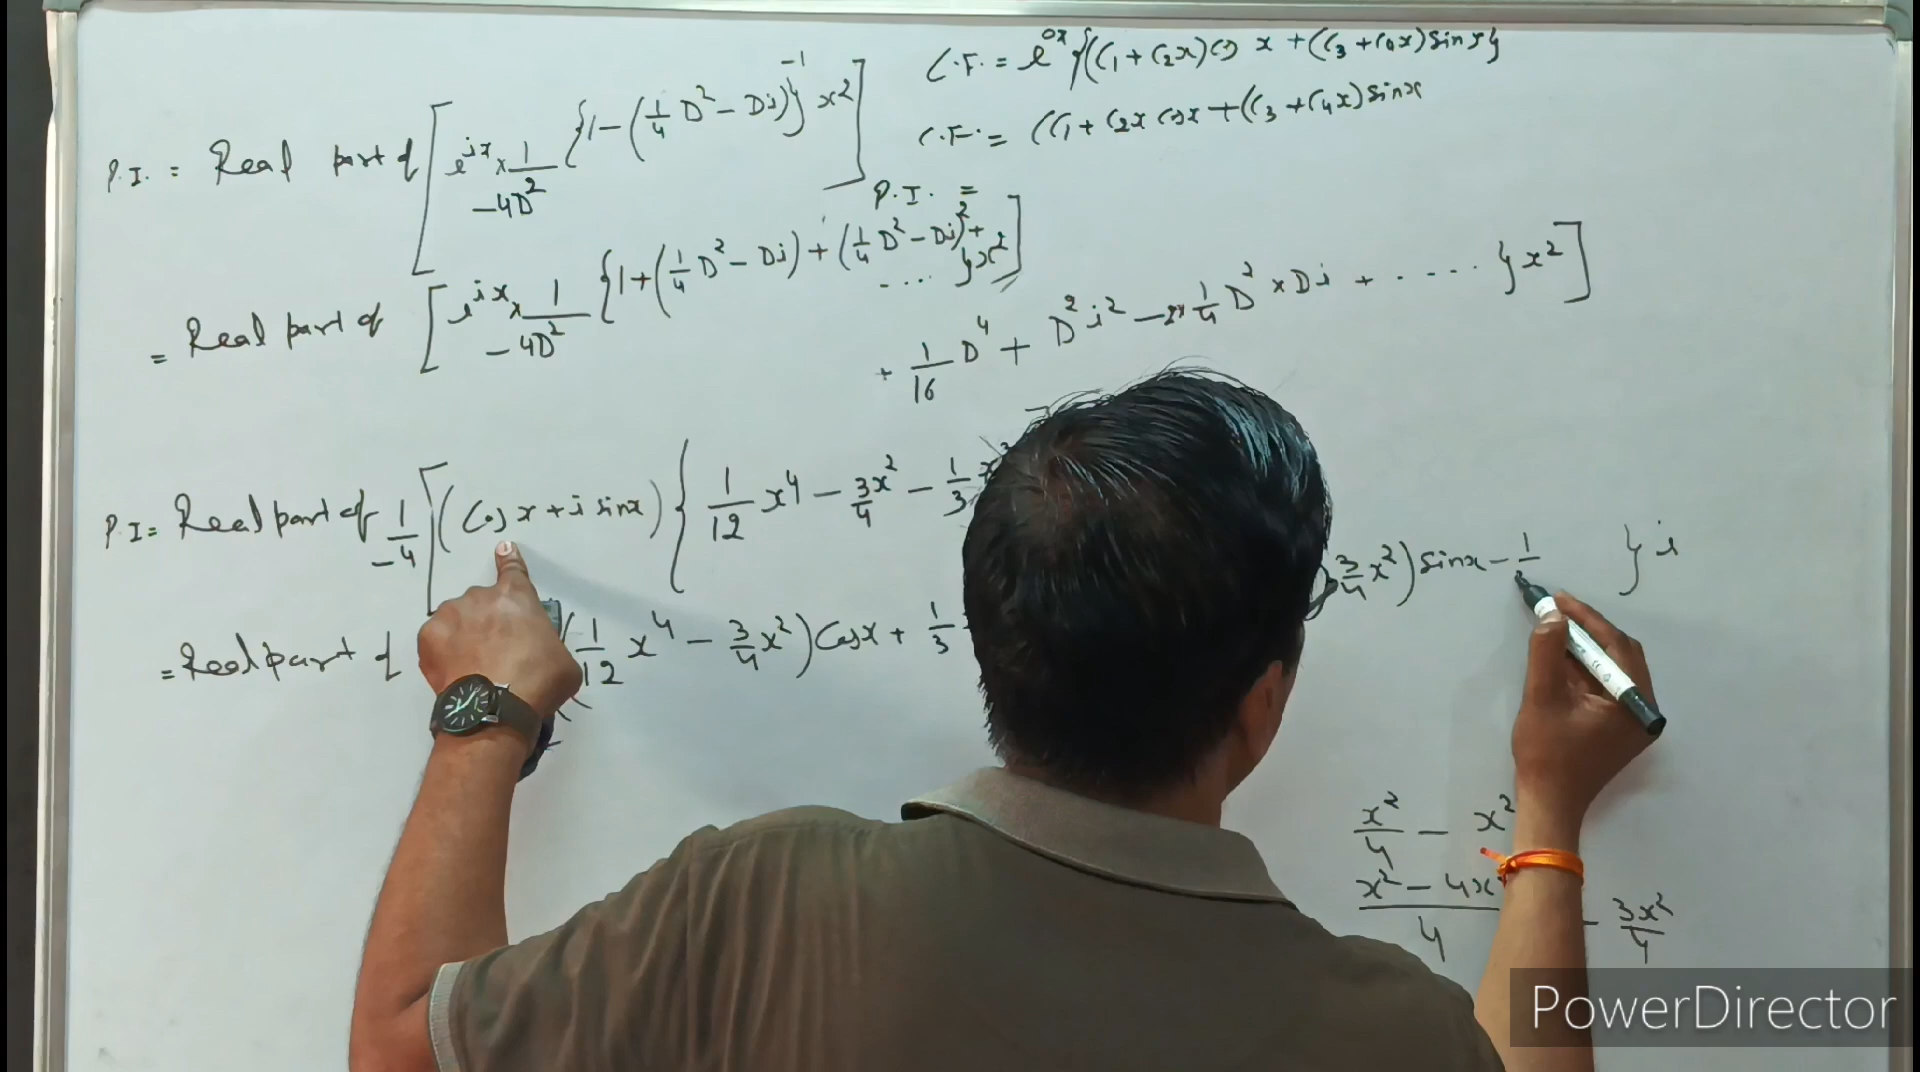 C.F. = e^{0x} {(C₁ + C₂x) cos x + (C₃ + C₄x) sin x}
C.F. = (C₁ + C₂x cos x + (C₃ + C₄x) sin x
P.I. = Real part of [e^{ix} × 1/-4D² {1 - (1/4 D² - Di)}^{-1} x²]
P.I. =
= Real part of [e^{ix} × 1/-4D² {1 + (1/4 D² - Di) + (1/4 D² - Di)² + .... } x²]
+ 1/16 D⁴ + D² i² - 2 × 1/4 D² × Di + ..... } x²]
P.I = Real part of 1/-4 [(Cos x + i sin x) { 1/12 x⁴ - 3/4 x² - 1/3 x
= Real part of ( 1/12 x⁴ - 3/4 x² ) Cos x + 1/3
3/4 x² ) sin x - 1/ } i
x²/4 - x²
x² - 4x² / 4
- 3x²/4
PowerDirector